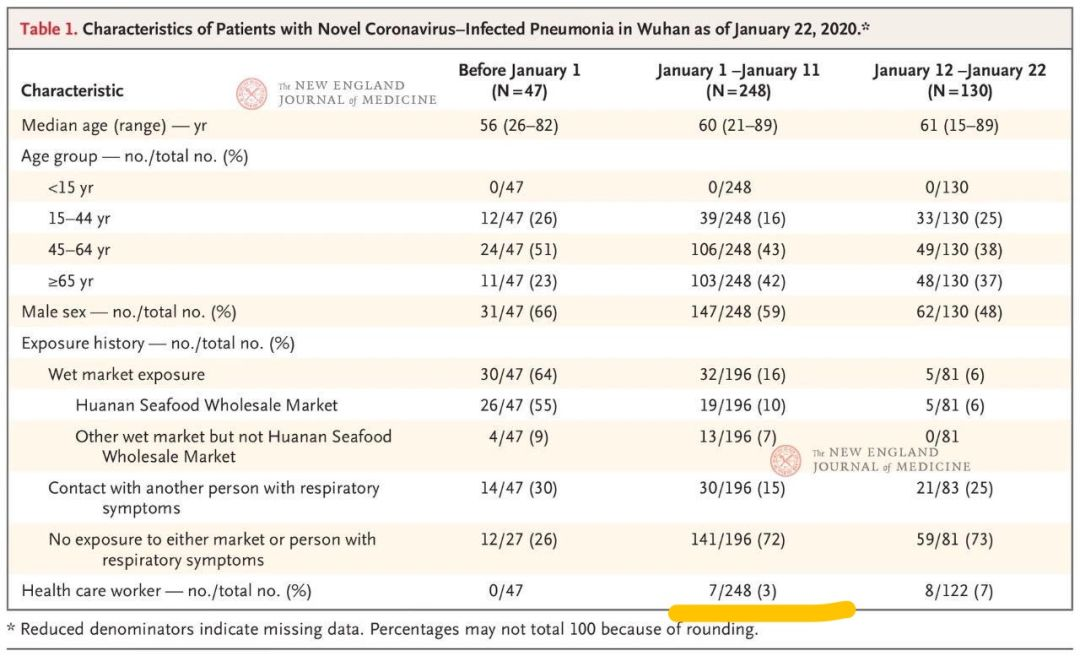 Table 1. Characteristics of Patients with Novel Coronavirus–Infected Pneumonia in Wuhan as of January 22, 2020.*
Characteristic Before January 1 (N=47) January 1 –January 11 (N=248) January 12 –January 22 (N=130)
The NEW ENGLAND
JOURNAL of MEDICINE
Median age (range) — yr 56 (26–82) 60 (21–89) 61 (15–89)
Age group — no./total no. (%)
<15 yr 0/47 0/248 0/130
15–44 yr 12/47 (26) 39/248 (16) 33/130 (25)
45–64 yr 24/47 (51) 106/248 (43) 49/130 (38)
≥65 yr 11/47 (23) 103/248 (42) 48/130 (37)
Male sex — no./total no. (%) 31/47 (66) 147/248 (59) 62/130 (48)
Exposure history — no./total no. (%)
Wet market exposure 30/47 (64) 32/196 (16) 5/81 (6)
Huanan Seafood Wholesale Market 26/47 (55) 19/196 (10) 5/81 (6)
Other wet market but not Huanan Seafood 4/47 (9) 13/196 (7) 0/81
Wholesale Market
The NEW ENGLAND
JOURNAL of MEDICINE
Contact with another person with respiratory 14/47 (30) 30/196 (15) 21/83 (25)
symptoms
No exposure to either market or person with 12/27 (26) 141/196 (72) 59/81 (73)
respiratory symptoms
Health care worker — no./total no. (%) 0/47 7/248 (3) 8/122 (7)
* Reduced denominators indicate missing data. Percentages may not total 100 because of rounding.